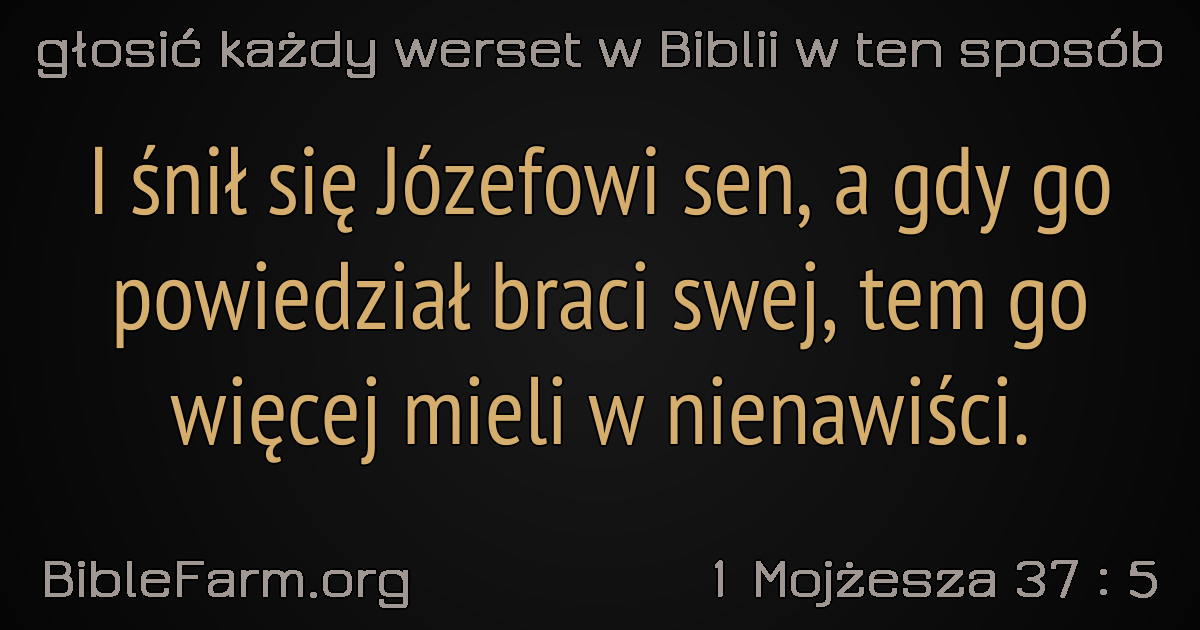 głosić każdy werset w Biblii w ten sposób
I śnił się Józefowi sen, a gdy go
powiedział braci swej, tem go
więcej mieli w nienawiści.
BibleFarm.org
1 Mojżesza 37 : 5